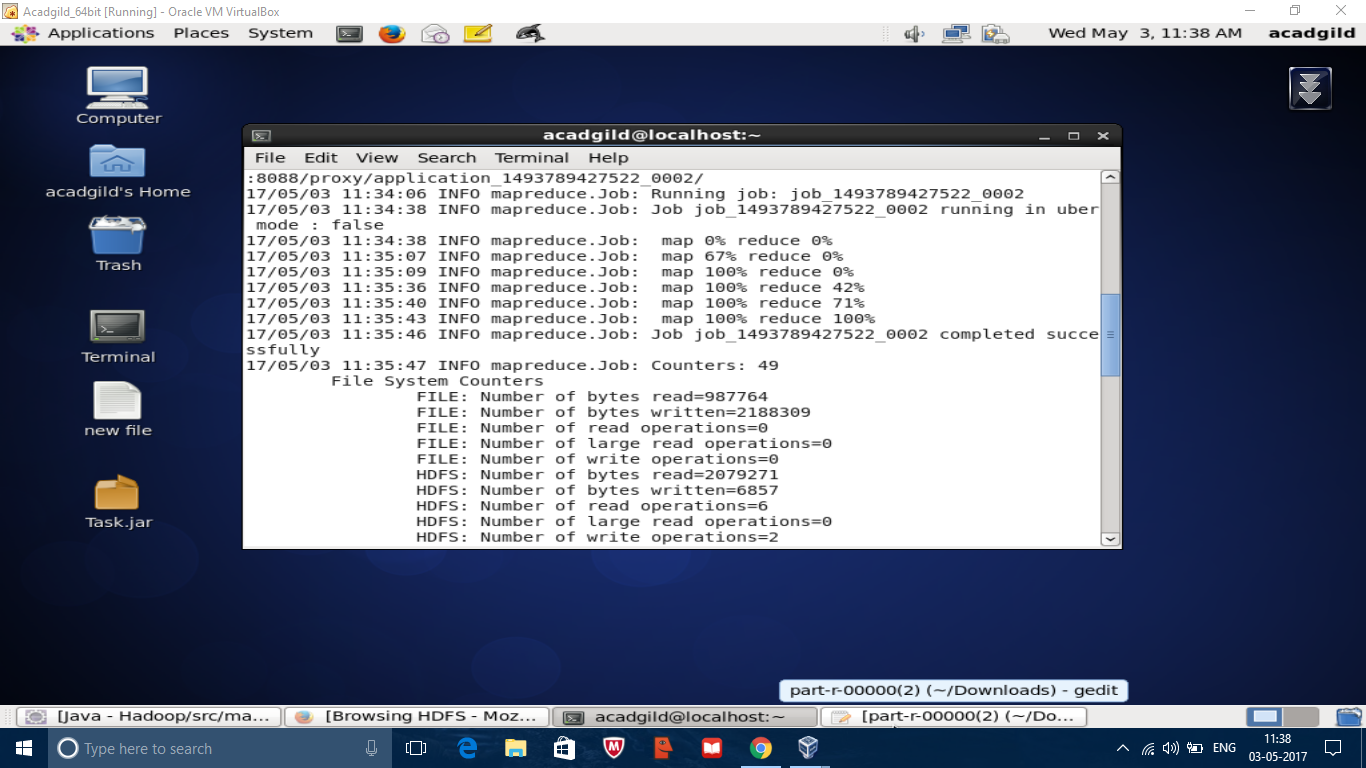 Acadgild_64bit [Running] - Oracle VM VirtualBox
Applications Places System Wed May 3, 11:38 AM acadgild
Computer
acadgild's Home
Trash
Terminal
new file
Task.jar
acadgild@localhost:~
File Edit View Search Terminal Help
:8088/proxy/application_1493789427522_0002/
17/05/03 11:34:06 INFO mapreduce.Job: Running job: job_1493789427522_0002
17/05/03 11:34:38 INFO mapreduce.Job: Job job_1493789427522_0002 running in uber
mode : false
17/05/03 11:34:38 INFO mapreduce.Job:  map 0% reduce 0%
17/05/03 11:35:07 INFO mapreduce.Job:  map 67% reduce 0%
17/05/03 11:35:09 INFO mapreduce.Job:  map 100% reduce 0%
17/05/03 11:35:36 INFO mapreduce.Job:  map 100% reduce 42%
17/05/03 11:35:40 INFO mapreduce.Job:  map 100% reduce 71%
17/05/03 11:35:43 INFO mapreduce.Job:  map 100% reduce 100%
17/05/03 11:35:46 INFO mapreduce.Job: Job job_1493789427522_0002 completed succe
ssfully
17/05/03 11:35:47 INFO mapreduce.Job: Counters: 49
File System Counters
FILE: Number of bytes read=987764
FILE: Number of bytes written=2188309
FILE: Number of read operations=0
FILE: Number of large read operations=0
FILE: Number of write operations=0
HDFS: Number of bytes read=2079271
HDFS: Number of bytes written=6857
HDFS: Number of read operations=6
HDFS: Number of large read operations=0
HDFS: Number of write operations=2
part-r-00000(2) (~/Downloads) - gedit
[Java - Hadoop/src/ma... [Browsing HDFS - Moz... acadgild@localhost:~ [part-r-00000(2) (~/Do...
Type here to search ENG 11:38
03-05-2017